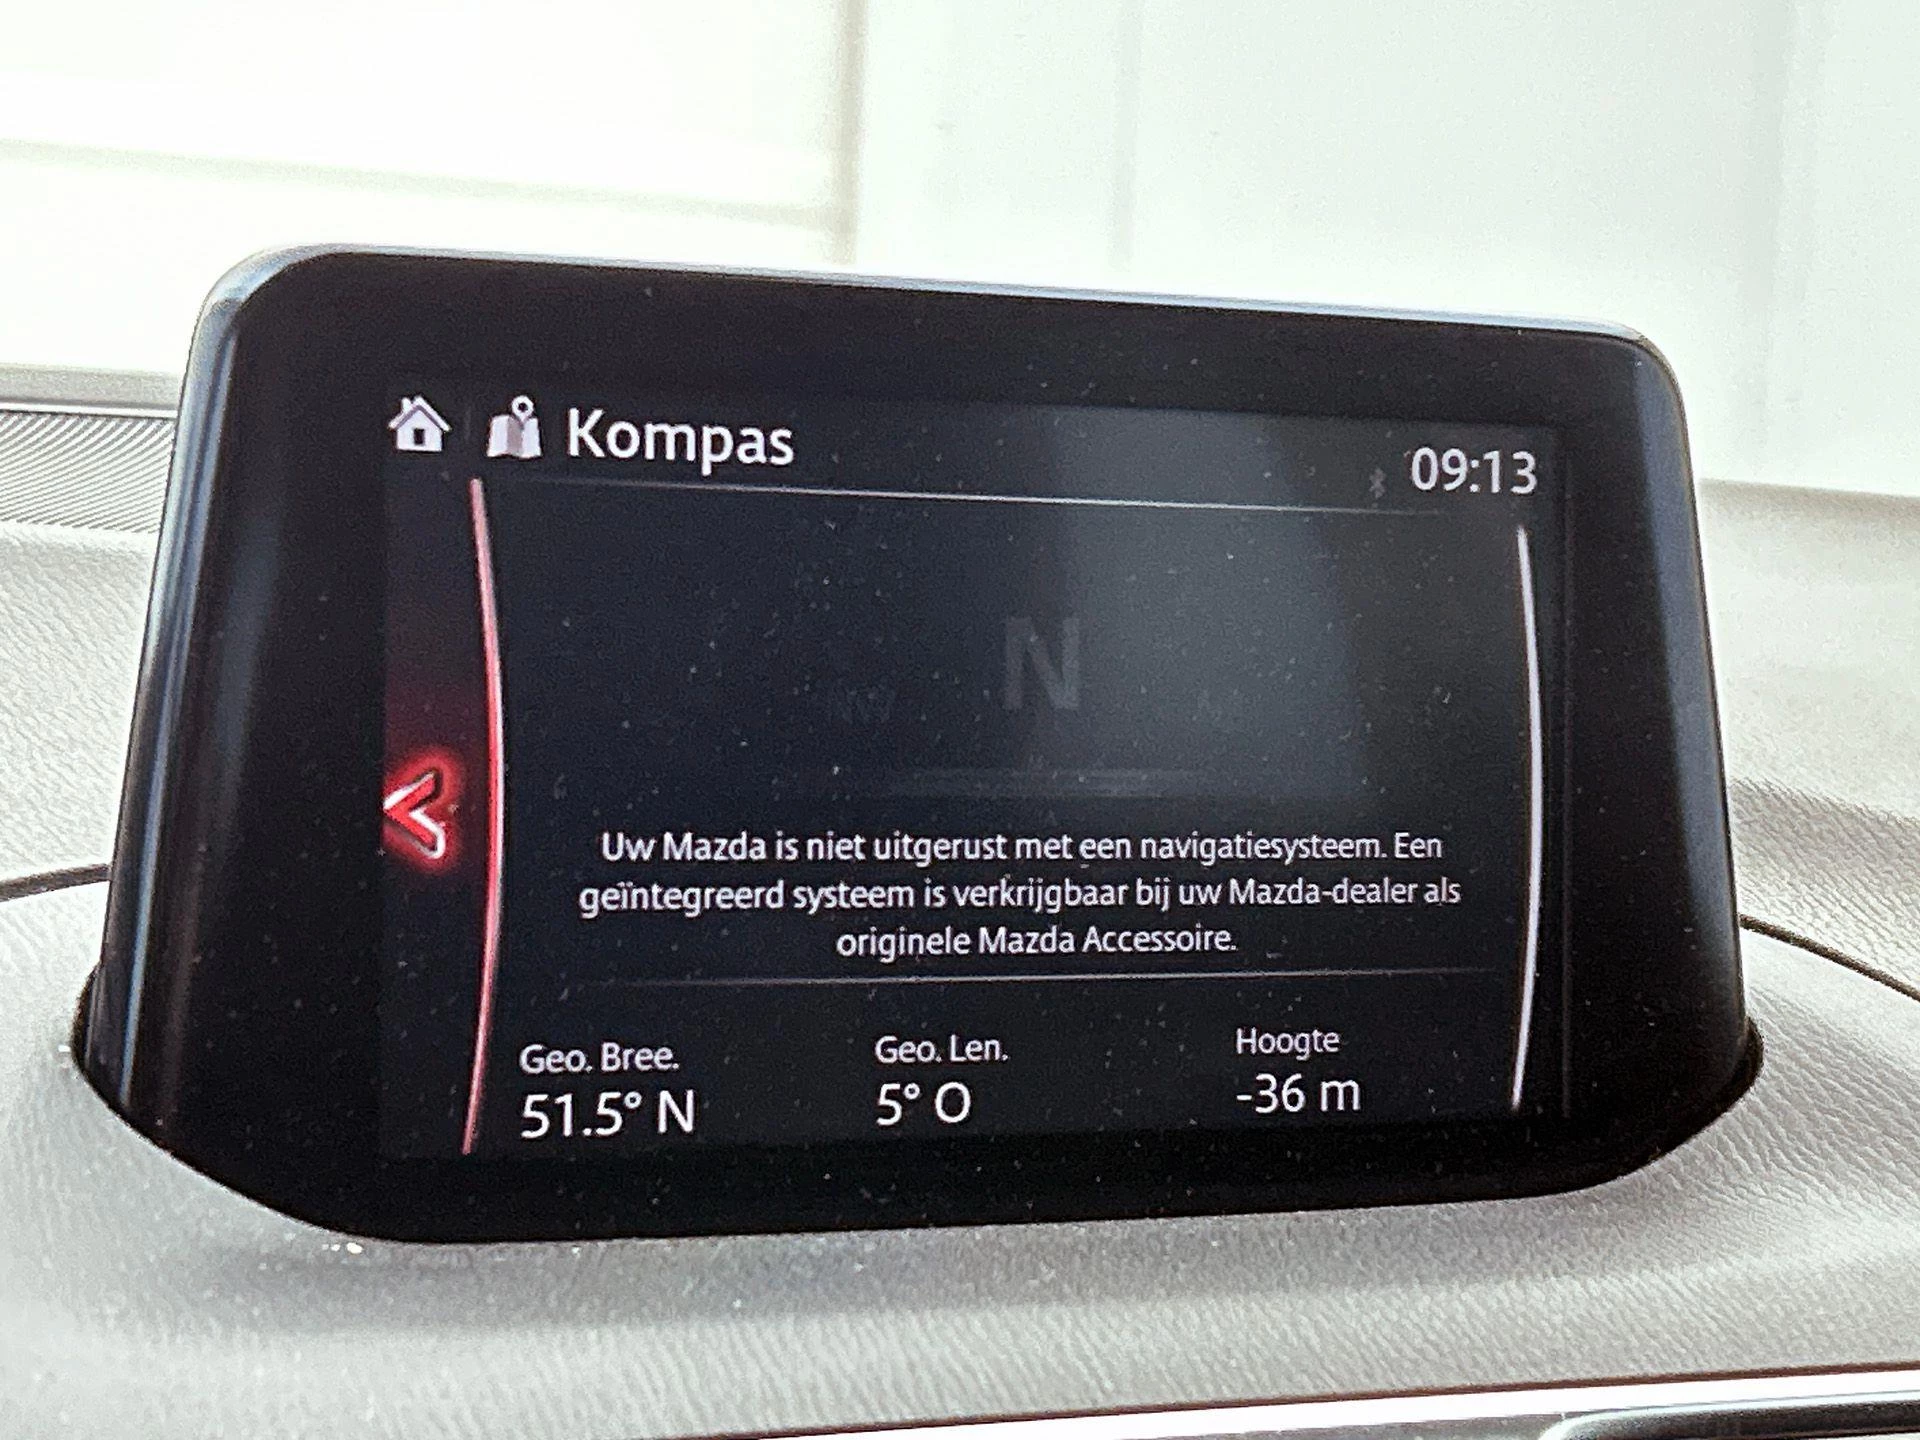 Kompas
09:13
N
NW
Uw Mazda is niet uitgerust met een navigatiesysteem. Een
geïntegreerd systeem is verkrijgbaar bij uw Mazda-dealer als
originele Mazda Accessoire.
Geo. Bree. Geo. Len. Hoogte
51.5° N 5° O -36 m